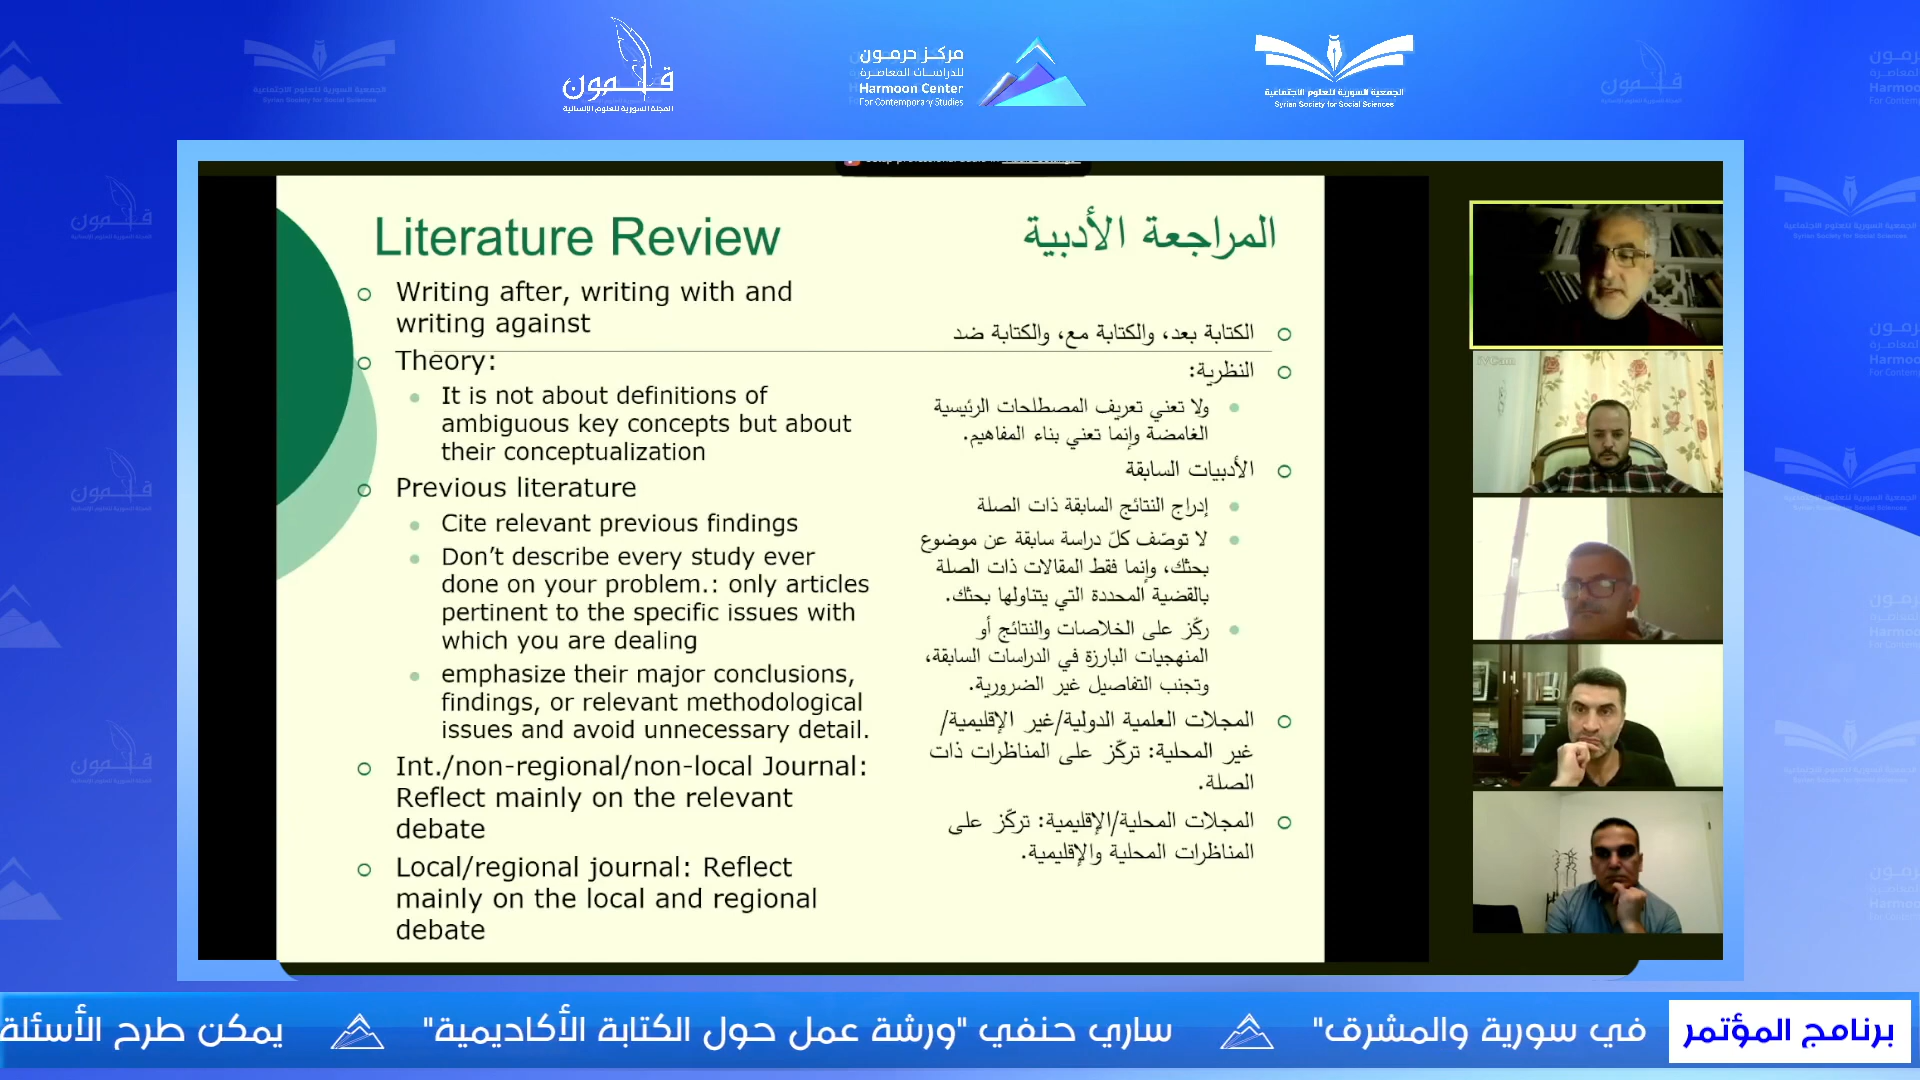 قلمون
المجلة السورية للعلوم الإنسانية
مركز حرمون
للدراسات المعاصرة
Harmoon Center
For Contemporary Studies
الجمعية السورية للعلوم الاجتماعية
Syrian Society for Social Sciences
Literature Review
Writing after, writing with and
writing against
Theory:
It is not about definitions of
ambiguous key concepts but about
their conceptualization
Previous literature
Cite relevant previous findings
Don't describe every study ever
done on your problem.: only articles
pertinent to the specific issues with
which you are dealing
emphasize their major conclusions,
findings, or relevant methodological
issues and avoid unnecessary detail.
Int./non-regional/non-local Journal:
Reflect mainly on the relevant
debate
Local/regional journal: Reflect
mainly on the local and regional
debate
المراجعة الأدبية
الكتابة بعد، والكتابة مع، والكتابة ضد
النظرية:
ولا تعني تعريف المصطلحات الرئيسية
الغامضة وإنما تعني بناء المفاهيم.
الأدبيات السابقة
إدراج النتائج السابقة ذات الصلة
لا توصّف كلّ دراسة سابقة عن موضوع
بحثك، وإنما فقط المقالات ذات الصلة
بالقضية المحددة التي يتناولها بحثك.
ركّز على الخلاصات والنتائج أو
المنهجيات البارزة في الدراسات السابقة،
وتجنب التفاصيل غير الضرورية.
المجلات العلمية الدولية/غير الإقليمية/
غير المحلية: تركّز على المناظرات ذات
الصلة.
المجلات المحلية/الإقليمية: تركّز على
المناظرات المحلية والإقليمية.
iVCam
برنامج المؤتمر
في سورية والمشرق"
ساري حنفي "ورشة عمل حول الكتابة الأكاديمية"
يمكن طرح الأسئلة